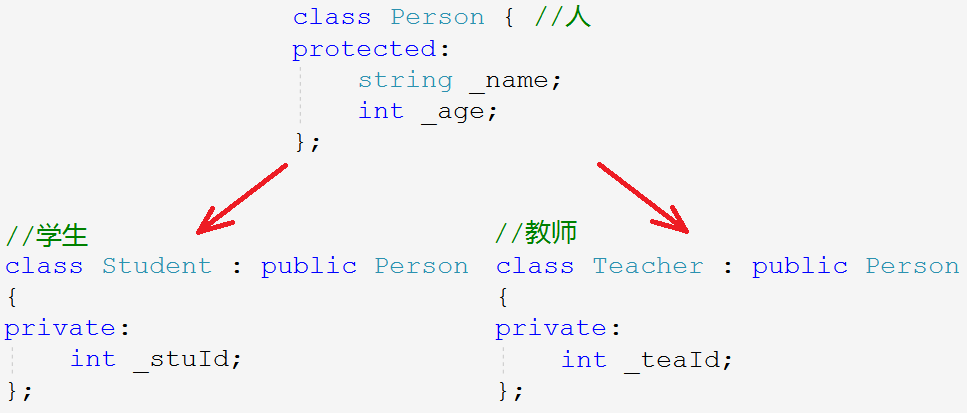 class Person { //人
protected:
    string _name;
    int _age;
};
//学生
class Student : public Person
{
private:
    int _stuId;
};
//教师
class Teacher : public Person
{
private:
    int _teaId;
};